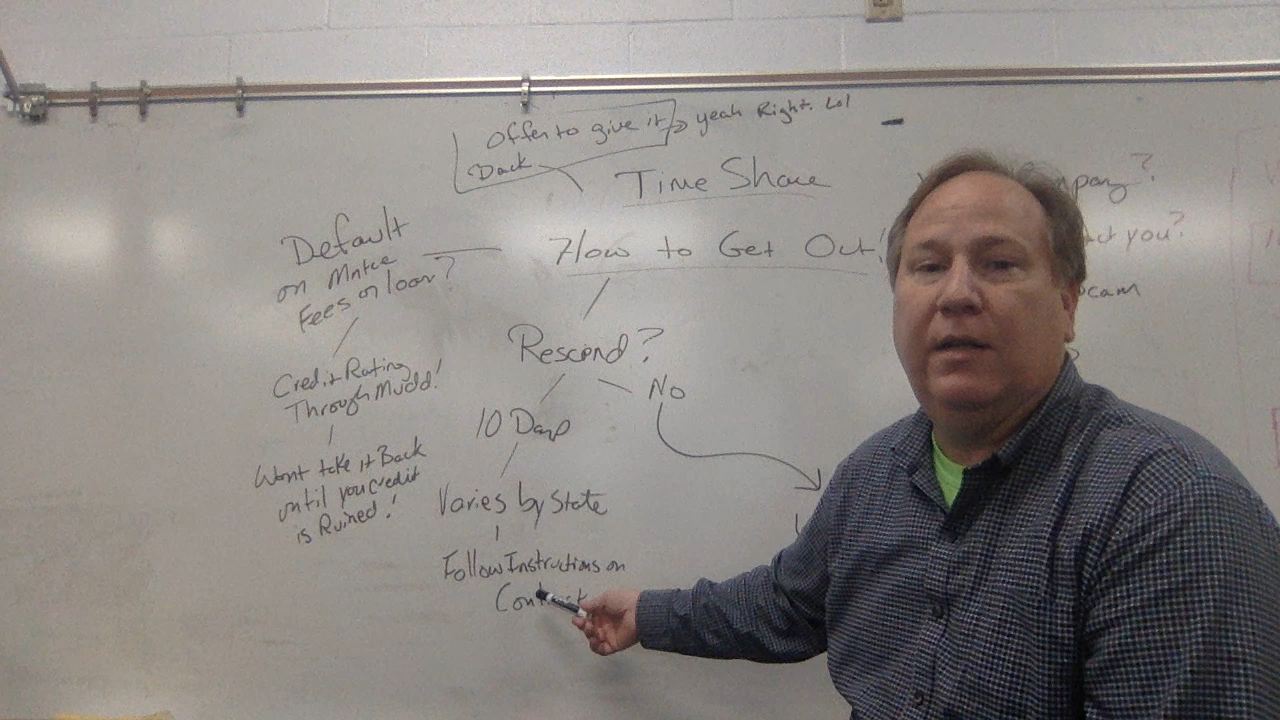 Offer to give it → yeah Right. Lol
Back
Time Share
How to Get Out!
Default
on Mntce
Fees or loan?
Credit Rating
Through Mudd!
Wont take it Back
until you credit
is Ruined!
Rescend?
No
10 Days
Varies by State
Follow Instructions on
Contract
you?